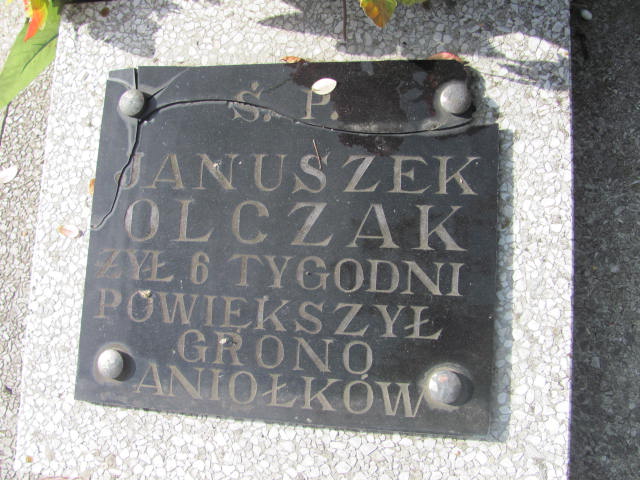 Ś. P.
JANUSZEK
OLCZAK
ŻYŁ 6 TYGODNI
POWIĘKSZYŁ
GRONO
ANIOŁKÓW